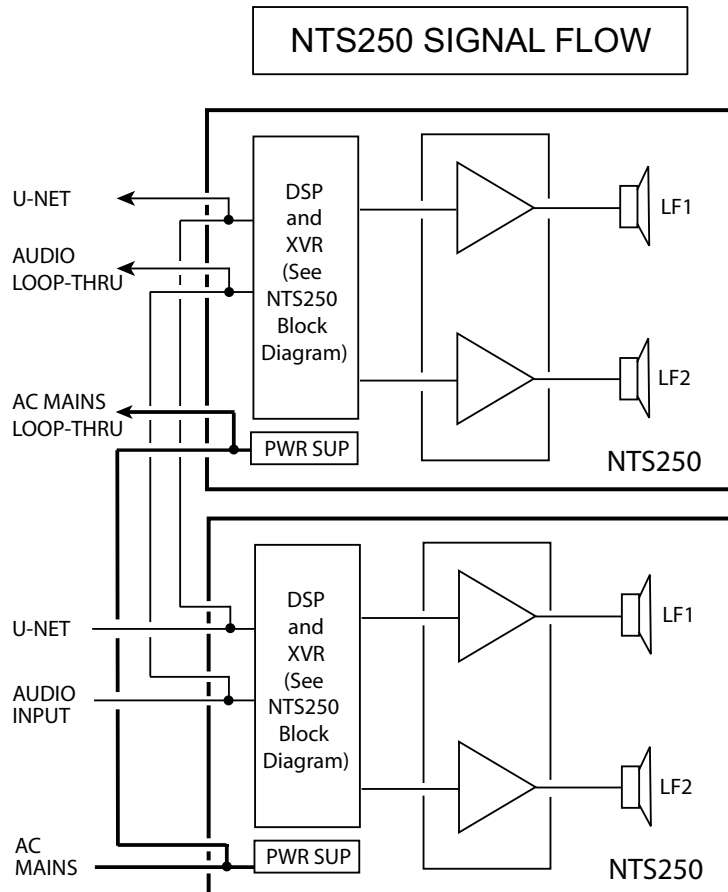 NTS250 SIGNAL FLOW
U-NET
AUDIO
LOOP-THRU
AC MAINS
LOOP-THRU
DSP
and
XVR
(See
NTS250
Block
Diagram)
PWR SUP
LF1
LF2
NTS250
U-NET
AUDIO
INPUT
AC
MAINS
DSP
and
XVR
(See
NTS250
Block
Diagram)
PWR SUP
LF1
LF2
NTS250